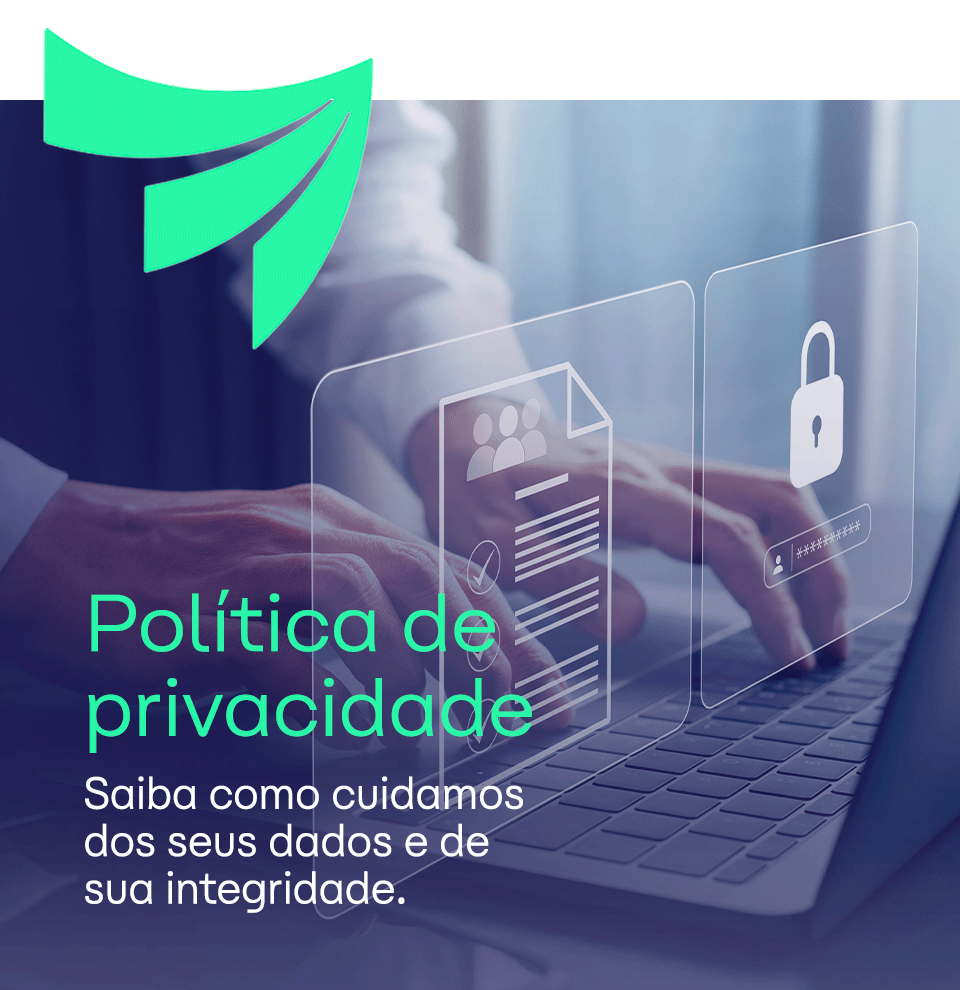 **********
Política de
privacidade
Saiba como cuidamos
dos seus dados e de
sua integridade.